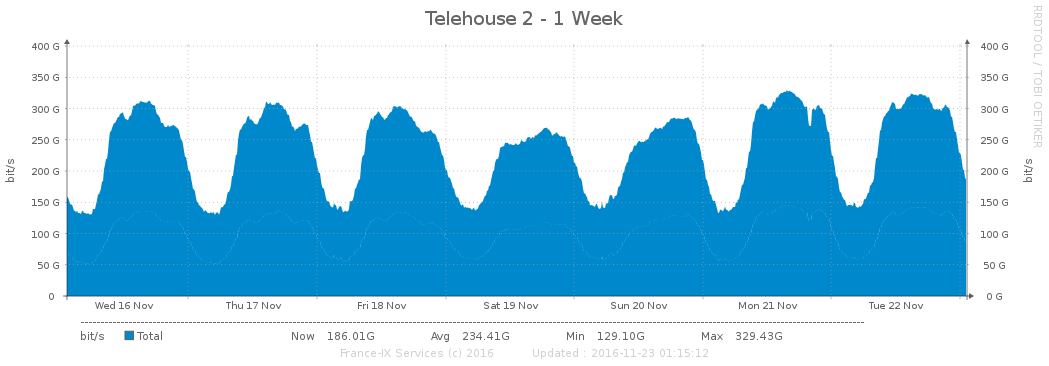 Telehouse 2 - 1 Week
RRDTOOL / TOBI OETIKER
400 G 400 G
350 G 350 G
300 G 300 G
250 G 250 G
200 G 200 G
150 G 150 G
100 G 100 G
50 G 50 G
0 0 G
bit/s
bit/s
Wed 16 Nov Thu 17 Nov Fri 18 Nov Sat 19 Nov Sun 20 Nov Mon 21 Nov Tue 22 Nov
bit/s Total Now 186.01G Avg 234.41G Min 129.10G Max 329.43G
France-IX Services (c) 2016 Updated : 2016-11-23 01:15:12